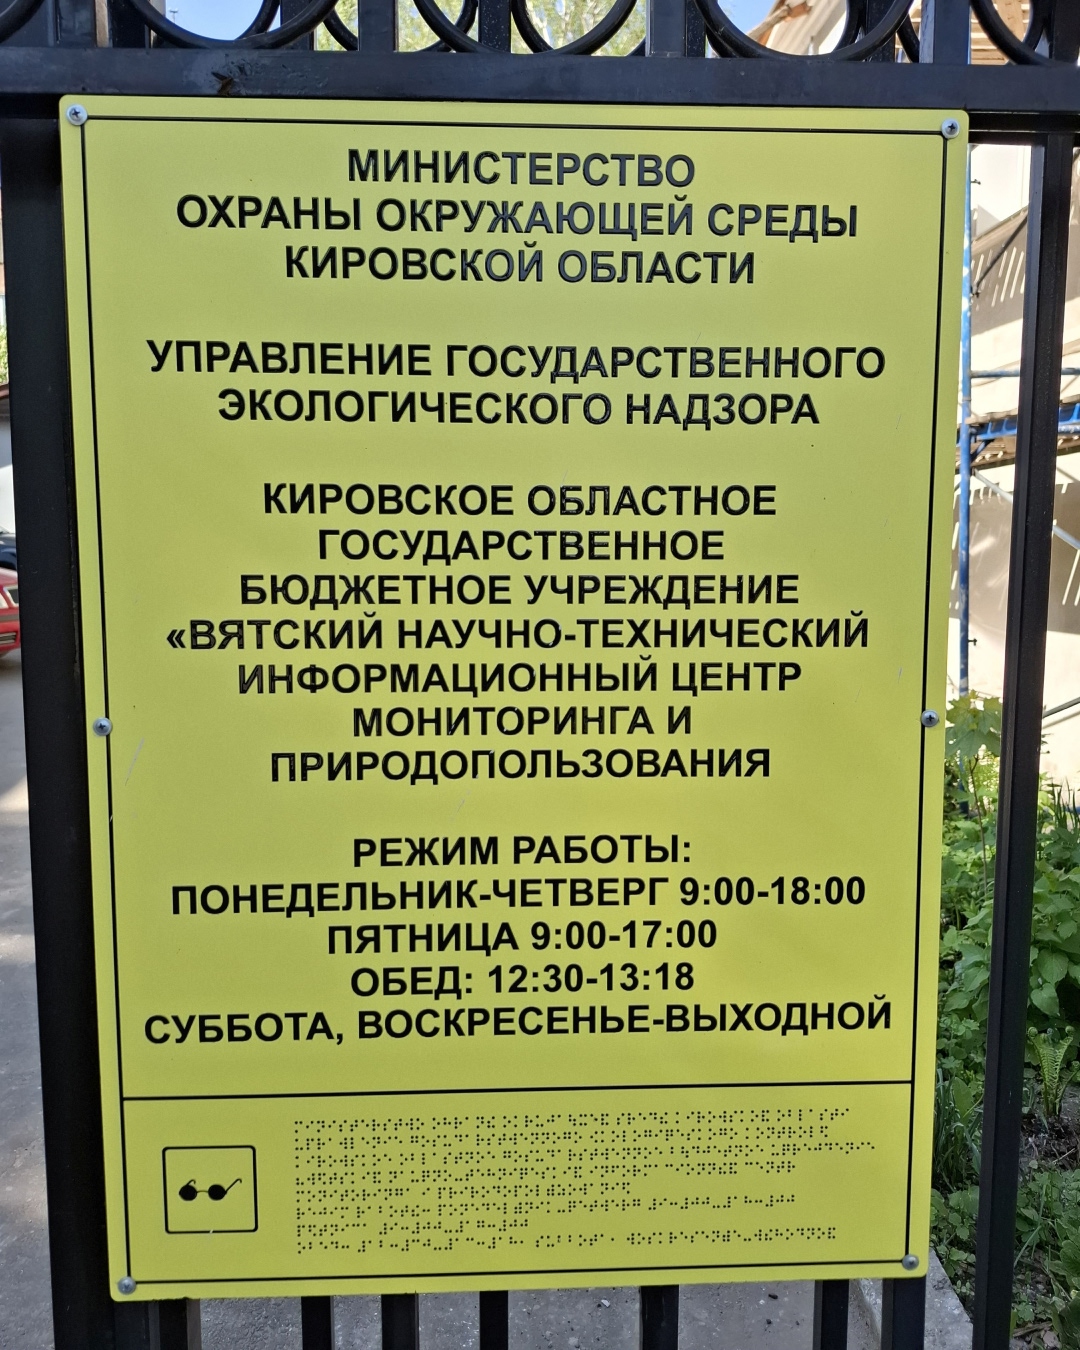 МИНИСТЕРСТВО
ОХРАНЫ ОКРУЖАЮЩЕЙ СРЕДЫ
КИРОВСКОЙ ОБЛАСТИ
УПРАВЛЕНИЕ ГОСУДАРСТВЕННОГО
ЭКОЛОГИЧЕСКОГО НАДЗОРА
КИРОВСКОЕ ОБЛАСТНОЕ
ГОСУДАРСТВЕННОЕ
БЮДЖЕТНОЕ УЧРЕЖДЕНИЕ
«ВЯТСКИЙ НАУЧНО-ТЕХНИЧЕСКИЙ
ИНФОРМАЦИОННЫЙ ЦЕНТР
МОНИТОРИНГА И
ПРИРОДОПОЛЬЗОВАНИЯ
РЕЖИМ РАБОТЫ:
ПОНЕДЕЛЬНИК-ЧЕТВЕРГ 9:00-18:00
ПЯТНИЦА 9:00-17:00
ОБЕД: 12:30-13:18
СУББОТА, ВОСКРЕСЕНЬЕ-ВЫХОДНОЙ